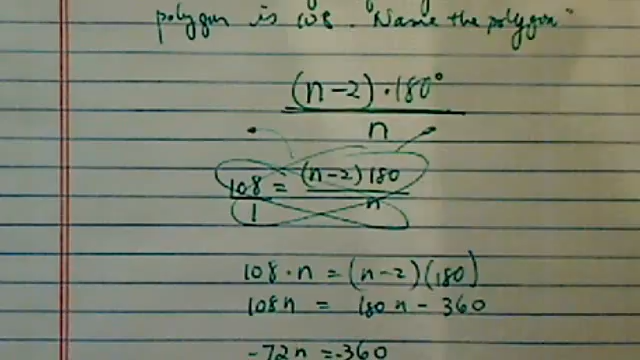 polygon is 108. Name the polygon"
(n-2)·180°
n
108 = (n-2)180
1 n
108·n = (n-2)(180)
108n = 180n - 360
-72n = -360